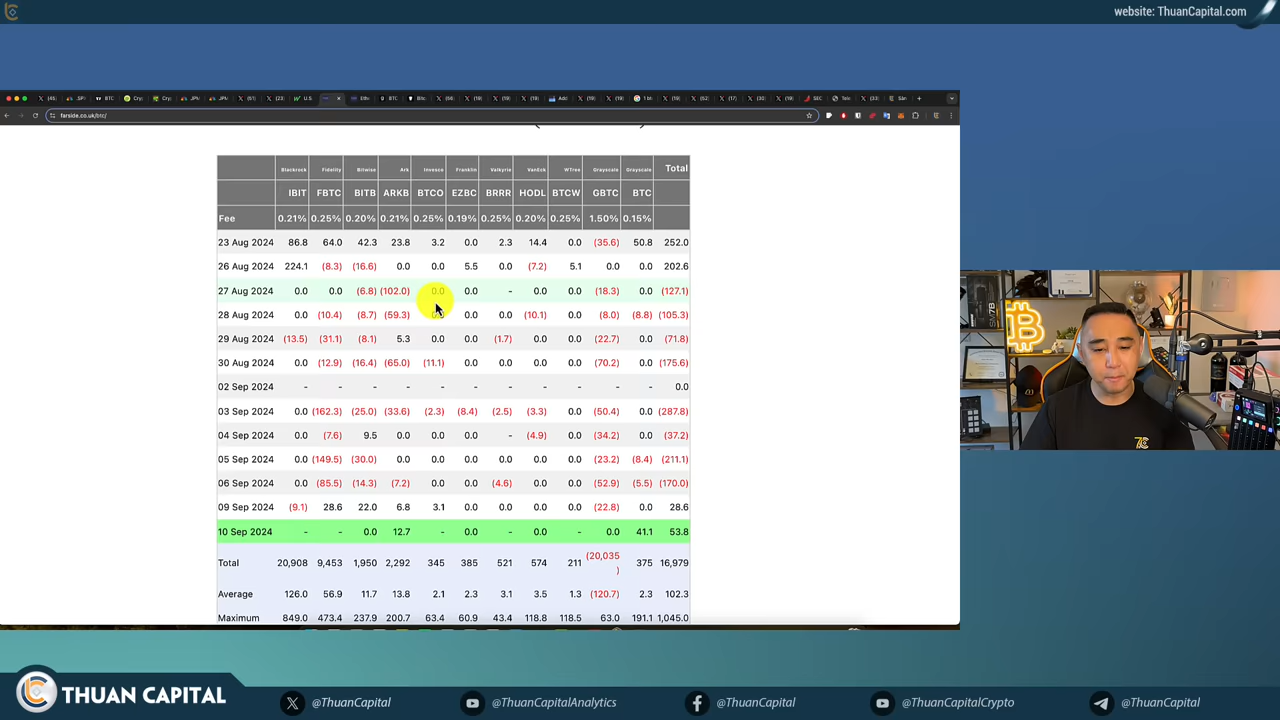 website: ThuanCapital.com
farside.co.uk/btc/
Blackrock Fidelity Bitwise Ark Invesco Franklin Valkyrie VanEck WTree Grayscale Grayscale Total
IBIT FBTC BITB ARKB BTCO EZBC BRRR HODL BTCW GBTC BTC
Fee 0.21% 0.25% 0.20% 0.21% 0.25% 0.19% 0.25% 0.20% 0.25% 1.50% 0.15%
23 Aug 2024 86.8 64.0 42.3 23.8 3.2 0.0 2.3 14.4 0.0 (35.6) 50.8 252.0
26 Aug 2024 224.1 (8.3) (16.6) 0.0 0.0 5.5 0.0 (7.2) 5.1 0.0 0.0 202.6
27 Aug 2024 0.0 0.0 (6.8) (102.0) 0.0 0.0 - 0.0 0.0 (18.3) 0.0 (127.1)
28 Aug 2024 0.0 (10.4) (8.7) (59.3) 0.0 0.0 (10.1) 0.0 (8.0) (8.8) (105.3)
29 Aug 2024 (13.5) (31.1) (8.1) 5.3 0.0 0.0 (1.7) 0.0 0.0 (22.7) 0.0 (71.8)
30 Aug 2024 0.0 (12.9) (16.4) (65.0) (11.1) 0.0 0.0 0.0 0.0 (70.2) 0.0 (175.6)
02 Sep 2024 - - - - - - - - - - - 0.0
03 Sep 2024 0.0 (162.3) (25.0) (33.6) (2.3) (8.4) (2.5) (3.3) 0.0 (50.4) 0.0 (287.8)
04 Sep 2024 0.0 (7.6) 9.5 0.0 0.0 0.0 - (4.9) 0.0 (34.2) 0.0 (37.2)
05 Sep 2024 0.0 (149.5) (30.0) 0.0 0.0 0.0 0.0 0.0 0.0 (23.2) (8.4) (211.1)
06 Sep 2024 0.0 (85.5) (14.3) (7.2) 0.0 0.0 (4.6) 0.0 0.0 (52.9) (5.5) (170.0)
09 Sep 2024 (9.1) 28.6 22.0 6.8 3.1 0.0 0.0 0.0 0.0 (22.8) 0.0 28.6
10 Sep 2024 - - 0.0 12.7 - 0.0 0.0 0.0 - 0.0 41.1 53.8
Total 20,908 9,453 1,950 2,292 345 385 521 574 211 (20,035) 375 16,979
Average 126.0 56.9 11.7 13.8 2.1 2.3 3.1 3.5 1.3 (120.7) 2.3 102.3
Maximum 849.0 473.4 237.9 200.7 63.4 60.9 43.4 118.8 118.5 63.0 191.1 1,045.0
THUAN CAPITAL
@ThuanCapital
@ThuanCapitalAnalytics
@ThuanCapital
@ThuanCapitalCrypto
@ThuanCapital